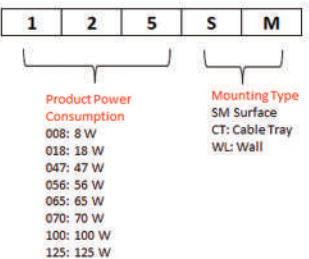 1 2 5 S M
Product Power
Consumption
008: 8 W
018: 18 W
047: 47 W
056: 56 W
065: 65 W
070: 70 W
100: 100 W
125: 125 W
Mounting Type
SM Surface
CT: Cable Tray
WL: Wall